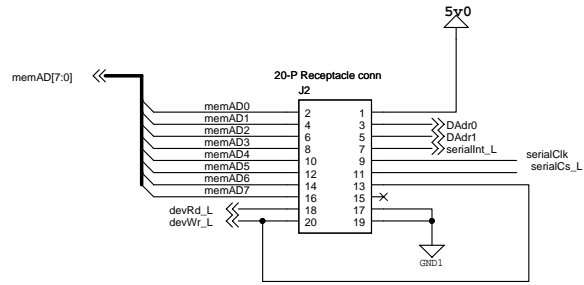 5v0
memAD[7:0]
20-P Receptacle conn
J2
memAD0 2 1
memAD1 4 3 DAdr0
memAD2 6 5 DAdr1
memAD3 8 7 serialInt_L
memAD4 10 9 serialClk
memAD5 12 11 serialCs_L
memAD6 14 13
memAD7 16 15
devRd_L 18 17
devWr_L 20 19
GND1